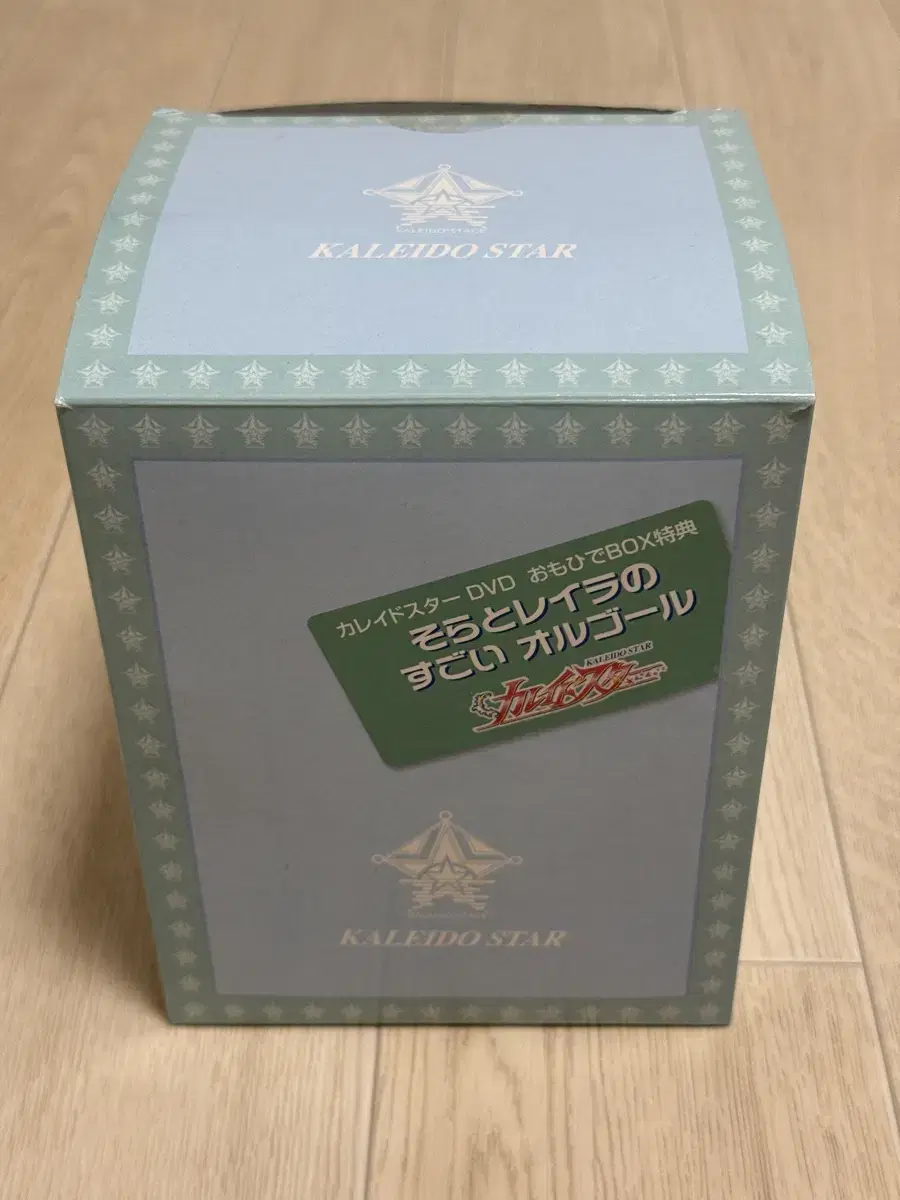 KALEIDO STAGE
KALEIDO STAR
カレイドスター DVD おもひでBOX特典
そらとレイラの
すごい オルゴール
KALEIDO STAR
カレイドスター
KALEIDO STAR